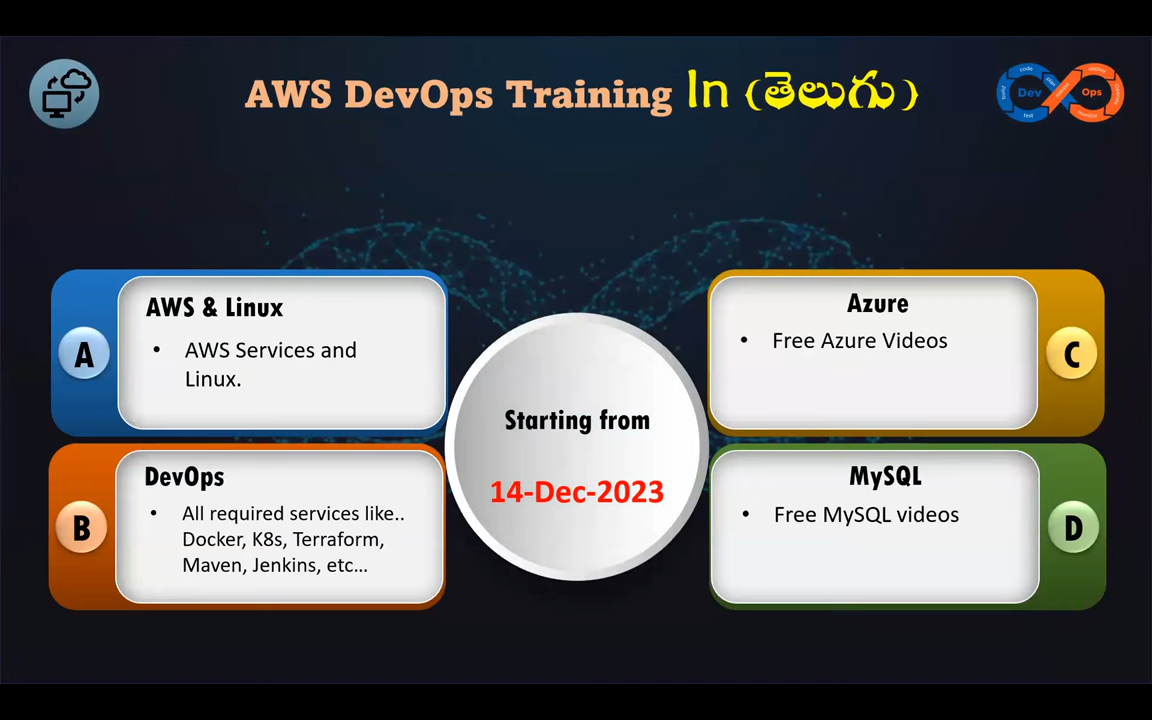 AWS DevOps Training In (తెలుగు)
Dev Ops
A
AWS & Linux
• AWS Services and
Linux.
B
DevOps
• All required services like..
Docker, K8s, Terraform,
Maven, Jenkins, etc...
Starting from
14-Dec-2023
Azure
• Free Azure Videos
C
MySQL
• Free MySQL videos
D